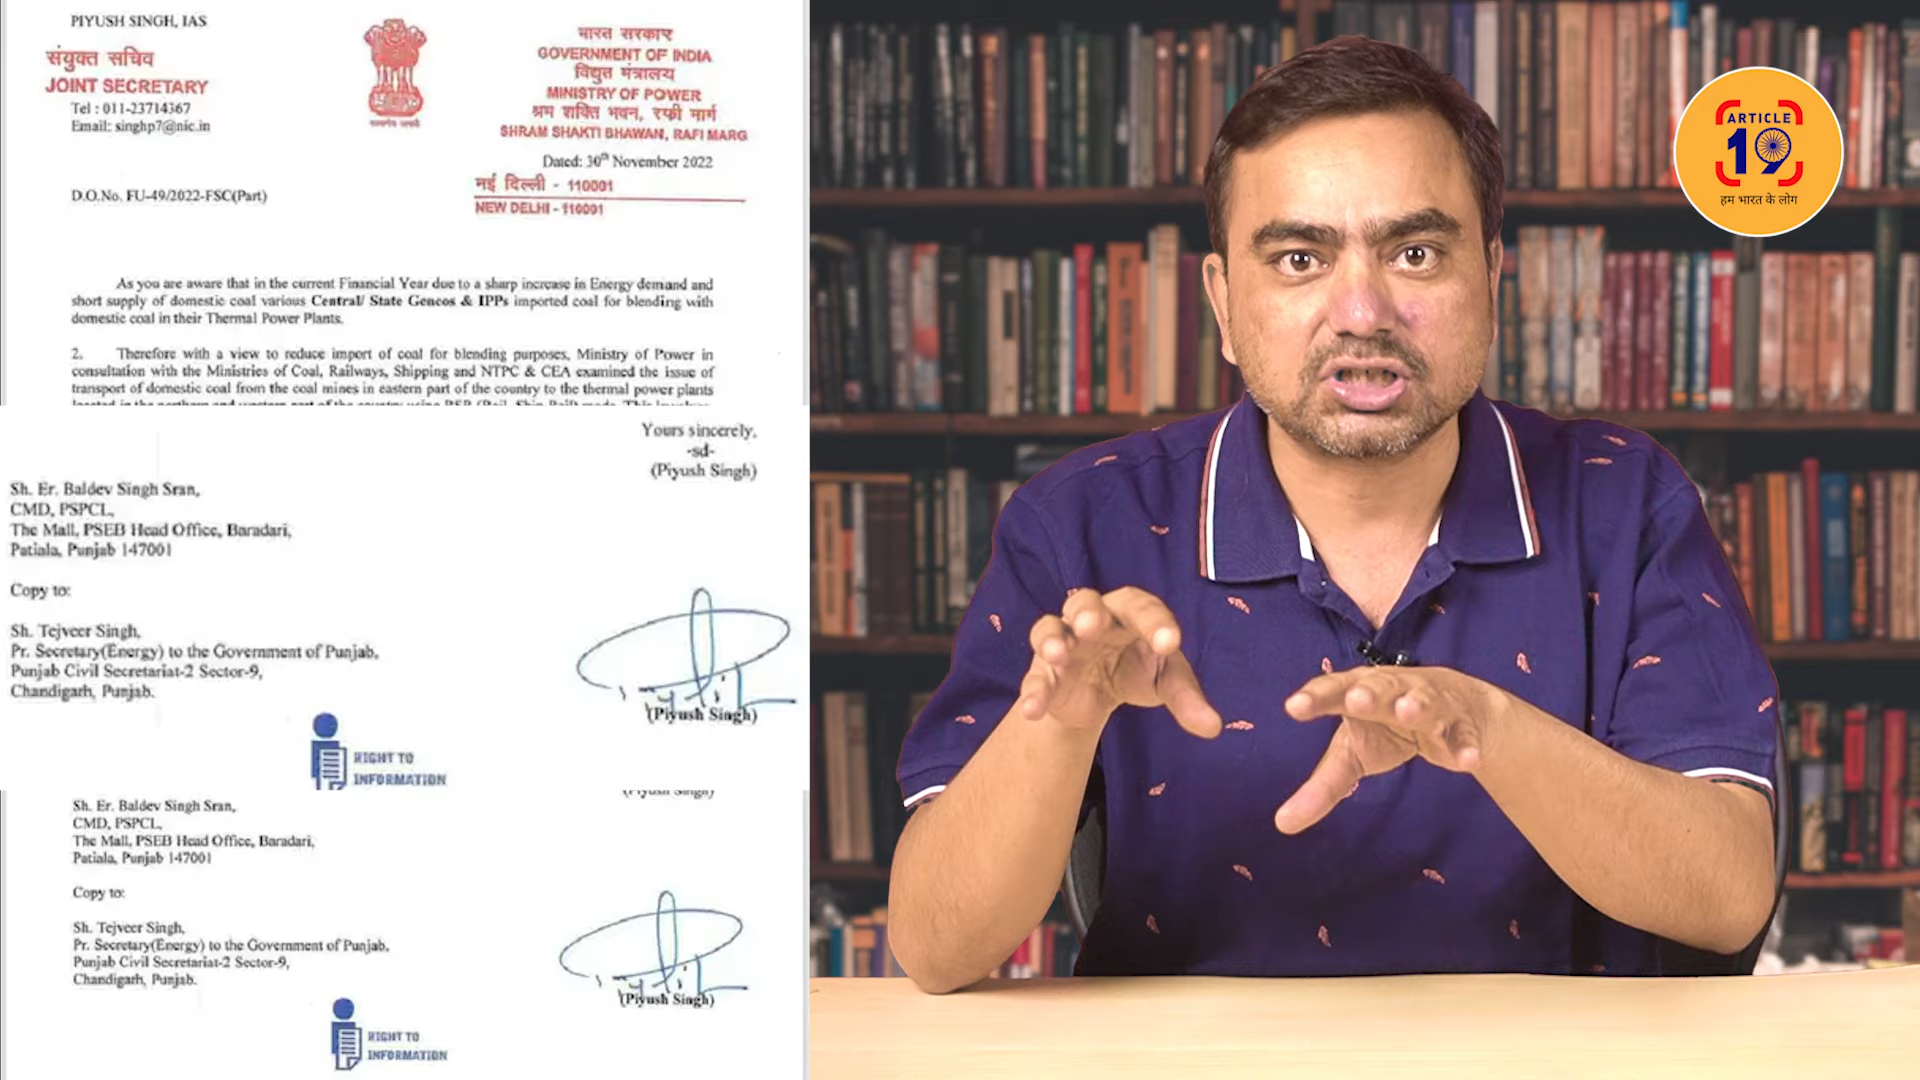 PIYUSH SINGH, IAS
संयुक्त सचिव
JOINT SECRETARY
Tel : 011-23714367
Email: singhp7@nic.in
D.O.No. FU-49/2022-FSC(Part)
भारत सरकार
GOVERNMENT OF INDIA
विद्युत मंत्रालय
MINISTRY OF POWER
श्रम शक्ति भवन, रफी मार्ग
SHRAM SHAKTI BHAWAN, RAFI MARG
Dated: 30th November 2022
नई दिल्ली - 110001
NEW DELHI - 110001
As you are aware that in the current Financial Year due to a sharp increase in Energy demand and
short supply of domestic coal various Central/ State Gencos & IPPs imported coal for blending with
domestic coal in their Thermal Power Plants.
2. Therefore with a view to reduce import of coal for blending purposes, Ministry of Power in
consultation with the Ministries of Coal, Railways, Shipping and NTPC & CEA examined the issue of
transport of domestic coal from the coal mines in eastern part of the country to the thermal power plants
Yours sincerely,
-sd-
(Piyush Singh)
Sh. Er. Baldev Singh Sran,
CMD, PSPCL,
The Mall, PSEB Head Office, Baradari,
Patiala, Punjab 147001
Copy to:
Sh. Tejveer Singh,
Pr. Secretary(Energy) to the Government of Punjab,
Punjab Civil Secretariat-2 Sector-9,
Chandigarh, Punjab.
(Piyush Singh)
RIGHT TO
INFORMATION
(Piyush Singh)
Sh. Er. Baldev Singh Sran,
CMD, PSPCL,
The Mall, PSEB Head Office, Baradari,
Patiala, Punjab 147001
Copy to:
Sh. Tejveer Singh,
Pr. Secretary(Energy) to the Government of Punjab,
Punjab Civil Secretariat-2 Sector-9,
Chandigarh, Punjab.
(Piyush Singh)
RIGHT TO
INFORMATION
ARTICLE
19
हम भारत के लोग